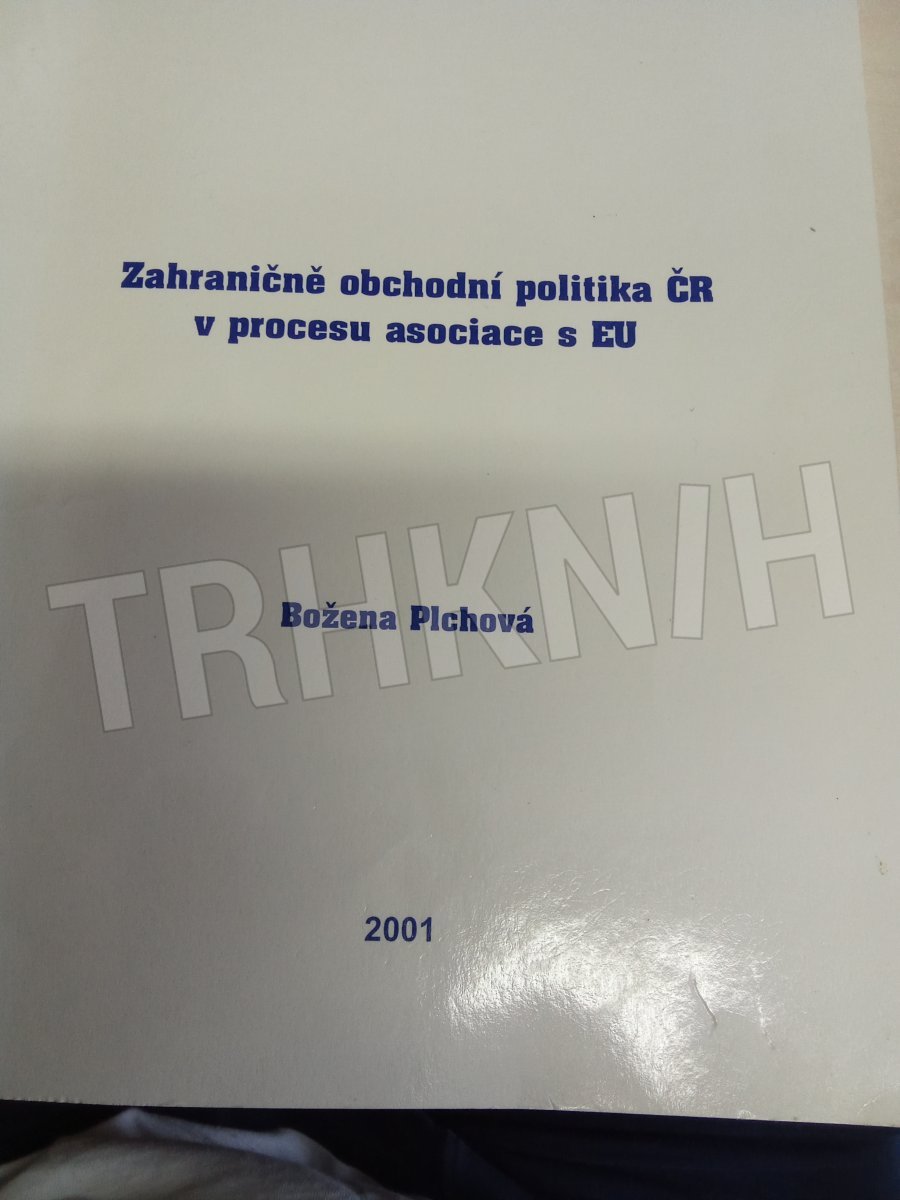 Zahraničně obchodní politika ČR
v procesu asociace s EU
TRHKNIH
Božena Plchová
2001